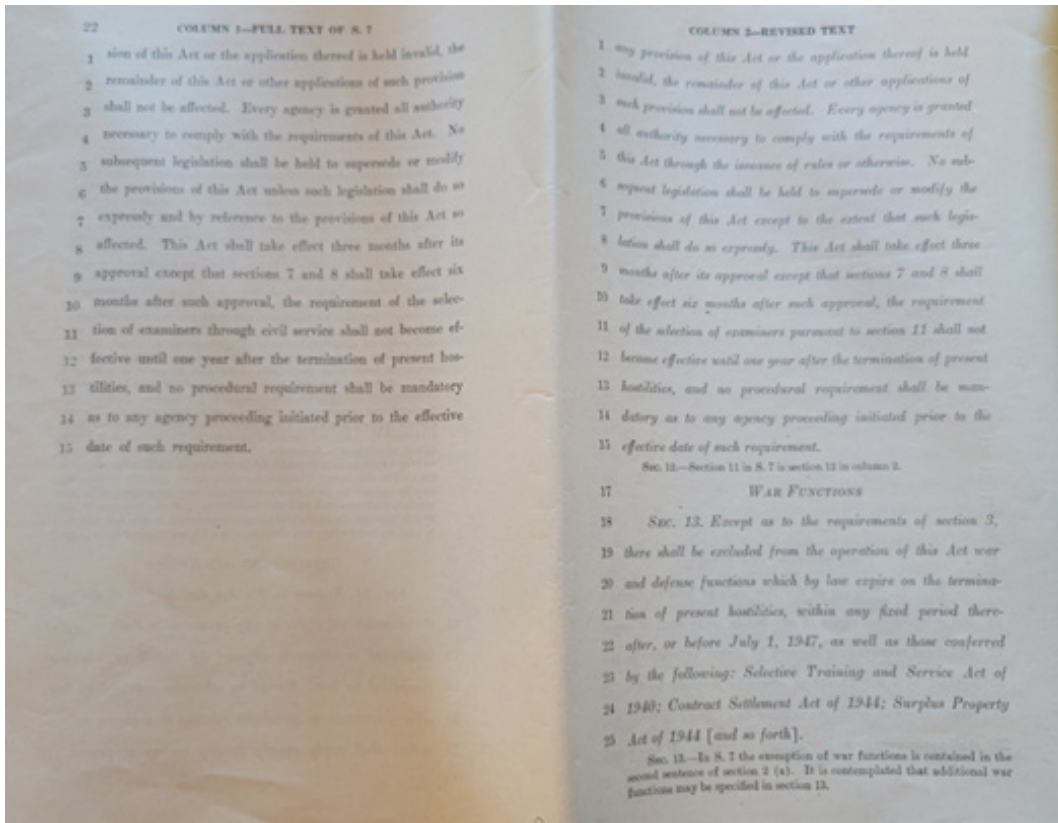 22 COLUMN 1—FULL TEXT OF S. 7
1 sion of this Act or the application thereof is held invalid, the
2 remainder of this Act or other applications of such provision
3 shall not be affected. Every agency is granted all authority
4 necessary to comply with the requirements of this Act. No
5 subsequent legislation shall be held to supersede or modify
6 the provisions of this Act unless such legislation shall do so
7 expressly and by reference to the provisions of this Act so
8 affected. This Act shall take effect three months after its
9 approval except that sections 7 and 8 shall take effect six
10 months after such approval, the requirement of the selec-
11 tion of examiners through civil service shall not become ef-
12 fective until one year after the termination of present hos-
13 tilities, and no procedural requirement shall be mandatory
14 as to any agency proceeding initiated prior to the effective
15 date of such requirement.
COLUMN 2—REVISED TEXT
1 any provision of this Act or the application thereof is held
2 invalid, the remainder of this Act or other applications of
3 such provision shall not be affected. Every agency is granted
4 all authority necessary to comply with the requirements of
5 this Act through the issuance of rules or otherwise. No sub-
6 sequent legislation shall be held to supersede or modify the
7 provisions of this Act except to the extent that such legis-
8 lation shall do so expressly. This Act shall take effect three
9 months after its approval except that sections 7 and 8 shall
10 take effect six months after such approval, the requirement
11 of the selection of examiners pursuant to section 11 shall not
12 become effective until one year after the termination of present
13 hostilities, and no procedural requirement shall be man-
14 datory as to any agency proceeding initiated prior to the
15 effective date of such requirement.
SEC. 12.—Section 11 in S. 7 is section 12 in column 2.
17 WAR FUNCTIONS
18 SEC. 13. Except as to the requirements of section 3,
19 there shall be excluded from the operation of this Act war
20 and defense functions which by law expire on the termina-
21 tion of present hostilities, within any fixed period there-
22 after, or before July 1, 1947, as well as those conferred
23 by the following: Selective Training and Service Act of
24 1940; Contract Settlement Act of 1944; Surplus Property
25 Act of 1944 [and so forth].
SEC. 13.—In S. 7 the exemption of war functions is contained in the
second sentence of section 2 (a). It is contemplated that additional war
functions may be specified in section 13.